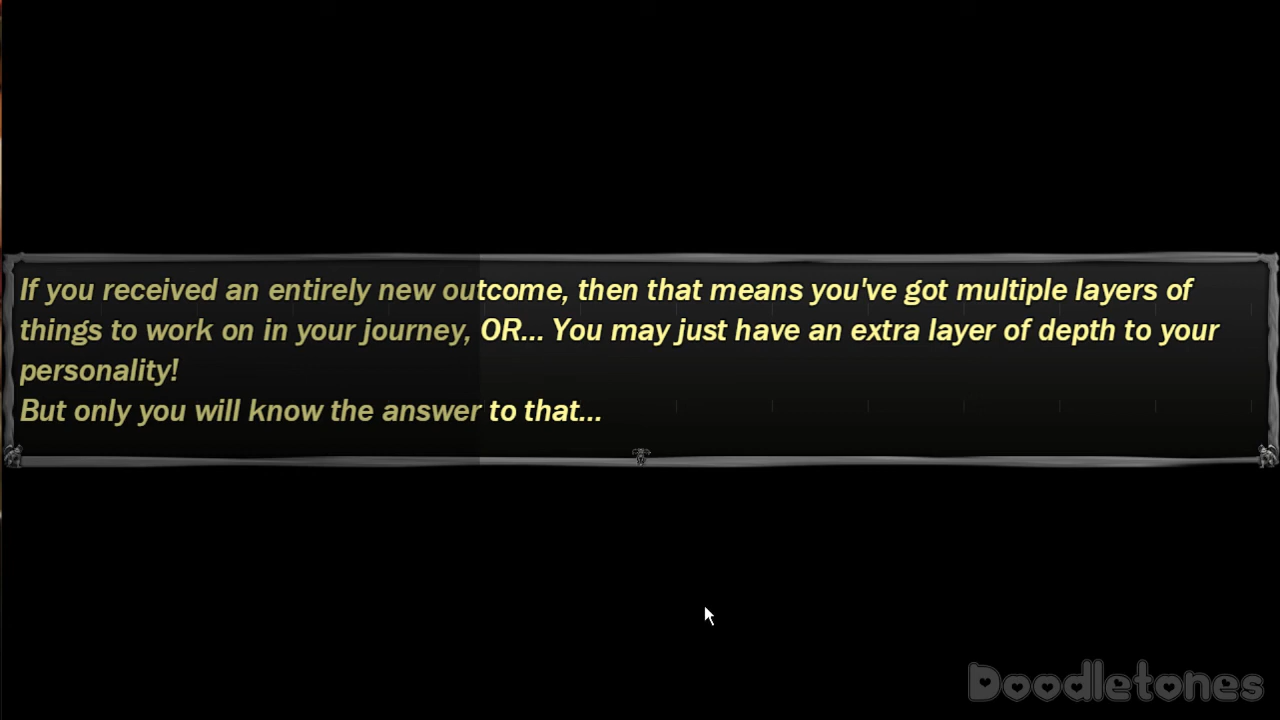 If you received an entirely new outcome, then that means you've got multiple layers of
things to work on in your journey, OR... You may just have an extra layer of depth to your
personality!
But only you will know the answer to that...
Doodletones